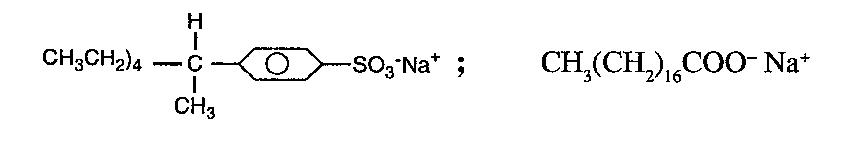 H
CH₃CH₂)₄ — C — SO₃⁻Na⁺ ; CH₃(CH₂)₁₆COO⁻ Na⁺
CH₃